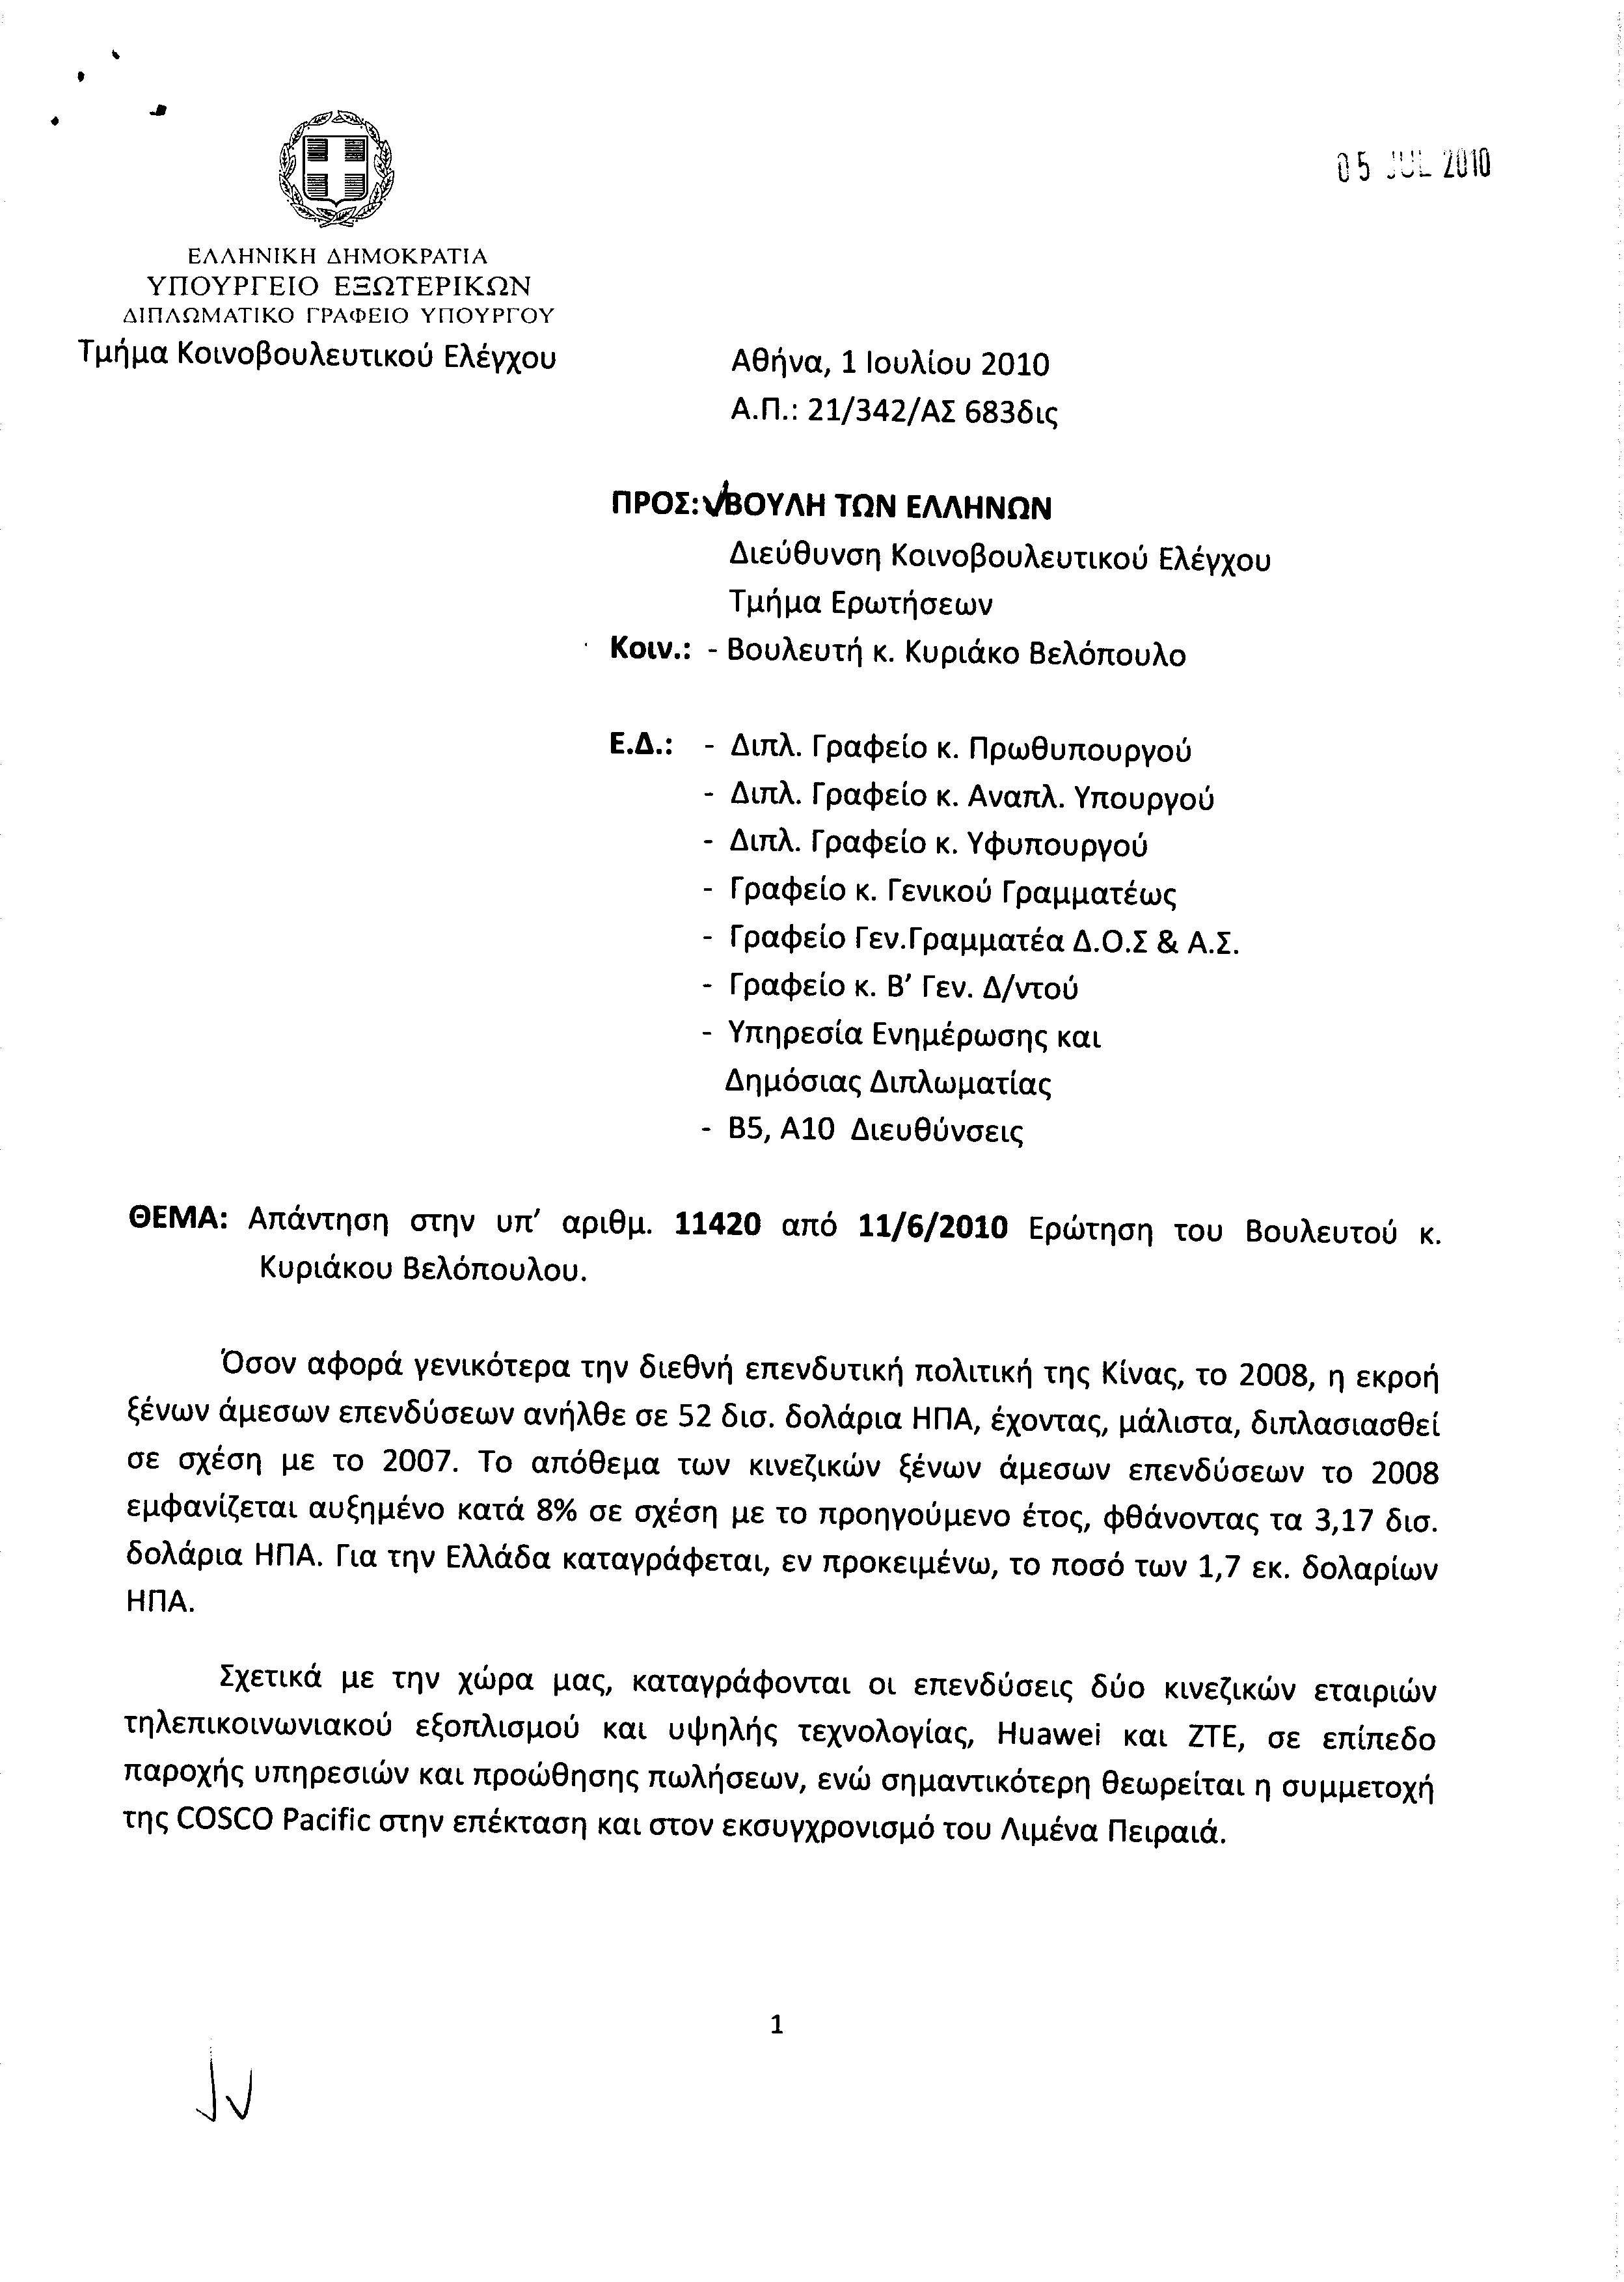 05 JUL 2010
ΕΛΛΗΝΙΚΗ ΔΗΜΟΚΡΑΤΙΑ
ΥΠΟΥΡΓΕΙΟ ΕΞΩΤΕΡΙΚΩΝ
ΔΙΠΛΩΜΑΤΙΚΟ ΓΡΑΦΕΙΟ ΥΠΟΥΡΓΟΥ
Τμήμα Κοινοβουλευτικού Ελέγχου
Αθήνα, 1 Ιουλίου 2010
Α.Π.: 21/342/ΑΣ 683δις
ΠΡΟΣ: √ΒΟΥΛΗ ΤΩΝ ΕΛΛΗΝΩΝ
Διεύθυνση Κοινοβουλευτικού Ελέγχου
Τμήμα Ερωτήσεων
Κοιν.: - Βουλευτή κ. Κυριάκο Βελόπουλο
Ε.Δ.: - Διπλ. Γραφείο κ. Πρωθυπουργού
- Διπλ. Γραφείο κ. Αναπλ. Υπουργού
- Διπλ. Γραφείο κ. Υφυπουργού
- Γραφείο κ. Γενικού Γραμματέως
- Γραφείο Γεν.Γραμματέα Δ.Ο.Σ & Α.Σ.
- Γραφείο κ. Β’ Γεν. Δ/ντού
- Υπηρεσία Ενημέρωσης και
Δημόσιας Διπλωματίας
- Β5, Α10 Διευθύνσεις
ΘΕΜΑ: Απάντηση στην υπ’ αριθμ. 11420 από 11/6/2010 Ερώτηση του Βουλευτού κ.
Κυριάκου Βελόπουλου.
Όσον αφορά γενικότερα την διεθνή επενδυτική πολιτική της Κίνας, το 2008, η εκροή
ξένων άμεσων επενδύσεων ανήλθε σε 52 δισ. δολάρια ΗΠΑ, έχοντας, μάλιστα, διπλασιασθεί
σε σχέση με το 2007. Το απόθεμα των κινεζικών ξένων άμεσων επενδύσεων το 2008
εμφανίζεται αυξημένο κατά 8% σε σχέση με το προηγούμενο έτος, φθάνοντας τα 3,17 δισ.
δολάρια ΗΠΑ. Για την Ελλάδα καταγράφεται, εν προκειμένω, το ποσό των 1,7 εκ. δολαρίων
ΗΠΑ.
Σχετικά με την χώρα μας, καταγράφονται οι επενδύσεις δύο κινεζικών εταιριών
τηλεπικοινωνιακού εξοπλισμού και υψηλής τεχνολογίας, Huawei και ZTE, σε επίπεδο
παροχής υπηρεσιών και προώθησης πωλήσεων, ενώ σημαντικότερη θεωρείται η συμμετοχή
της COSCO Pacific στην επέκταση και στον εκσυγχρονισμό του Λιμένα Πειραιά.
1